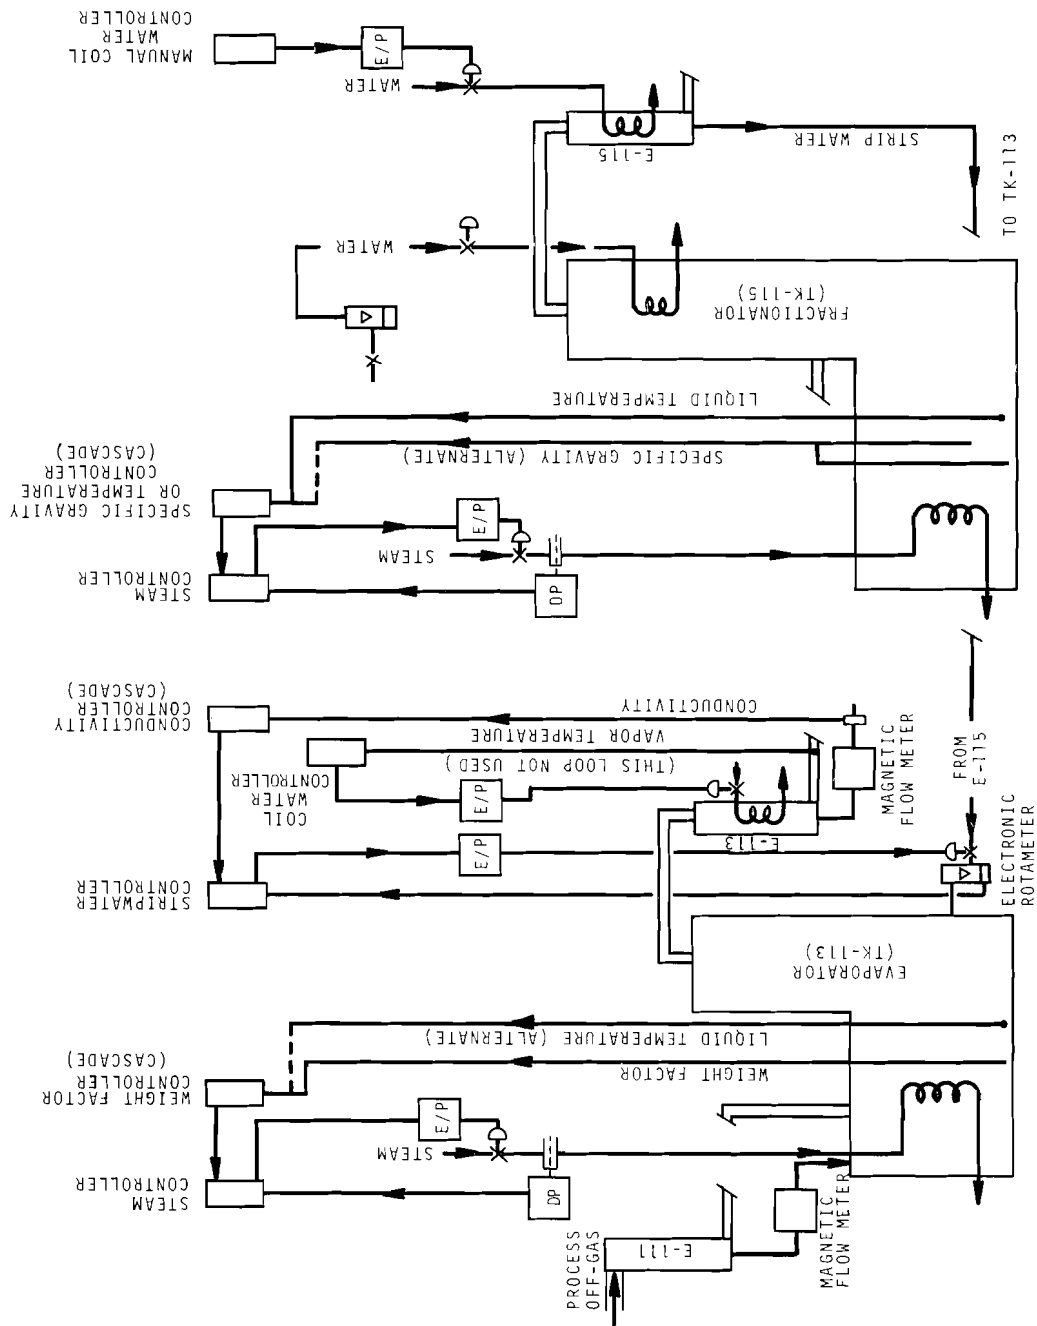 MANUAL COIL
WATER
CONTROLLER
E/P
WATER
E-115
STRIP WATER
TO TK-113
WATER
FRACTIONATOR
(TK-115)
LIQUID TEMPERATURE
SPECIFIC GRAVITY (ALTERNATE)
SPECIFIC GRAVITY
OR TEMPERATURE
CONTROLLER
(CASCADE)
E/P
STEAM
STEAM
CONTROLLER
DP
CONDUCTIVITY
CONTROLLER
(CASCADE)
CONDUCTIVITY
VAPOR TEMPERATURE
(THIS LOOP NOT USED)
COIL
WATER
CONTROLLER
E/P
MAGNETIC
FLOW METER
FROM
E-115
E-113
E/P
STRIPWATER
CONTROLLER
ELECTRONIC
ROTAMETER
EVAPORATOR
(TK-113)
LIQUID TEMPERATURE (ALTERNATE)
WEIGHT FACTOR
WEIGHT FACTOR
CONTROLLER
(CASCADE)
E/P
STEAM
STEAM
CONTROLLER
DP
MAGNETIC
FLOW METER
PROCESS
OFF-GAS
E-111